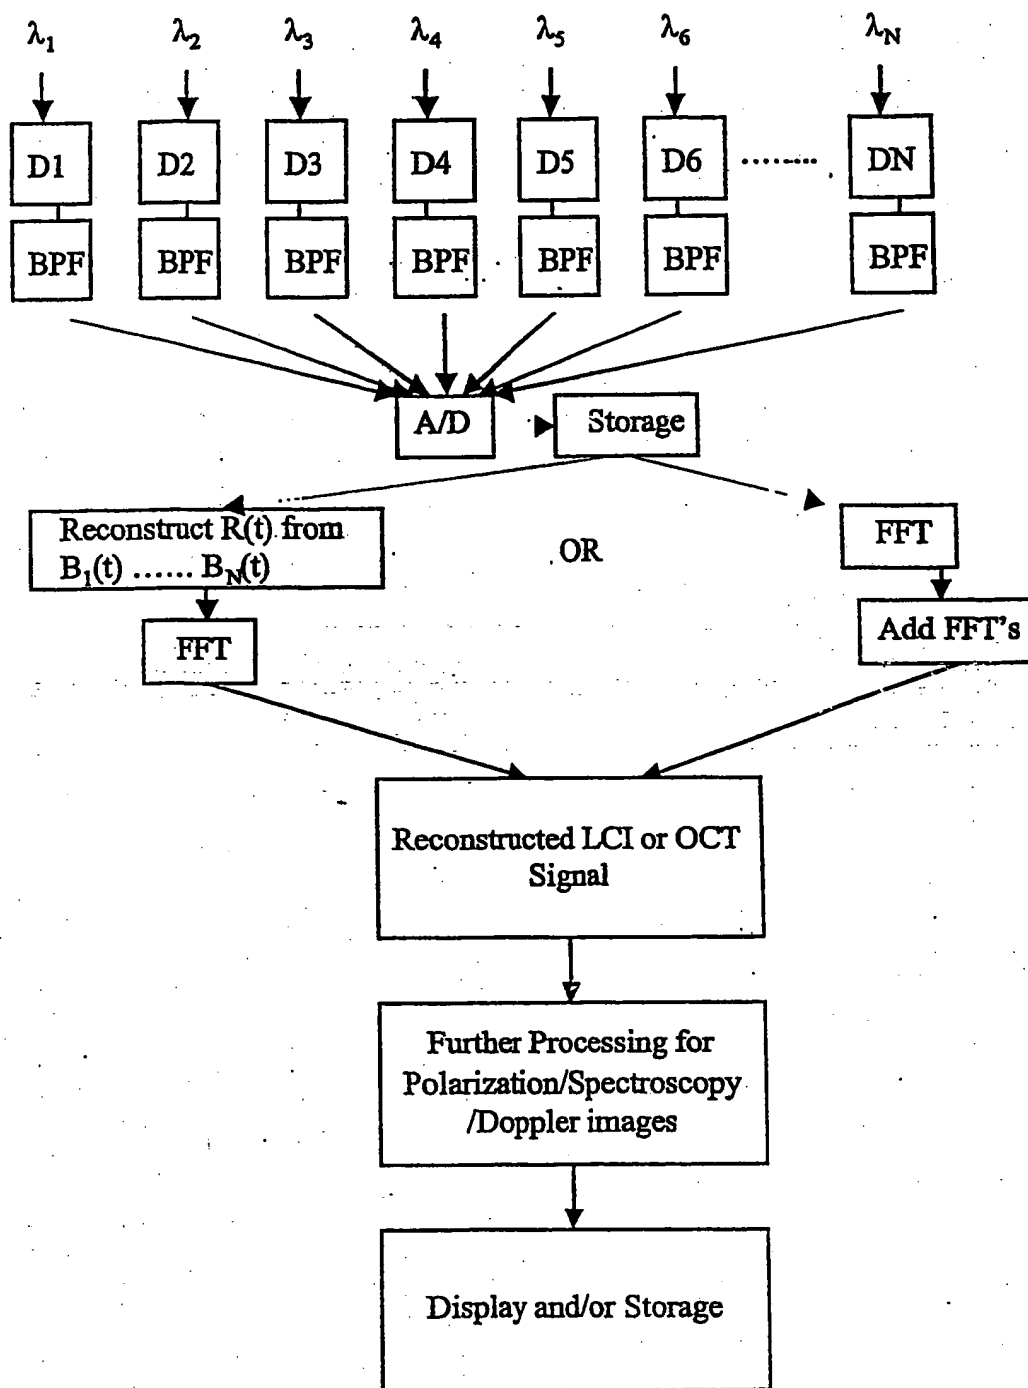 λ1 λ2 λ3 λ4 λ5 λ6 λN
D1 D2 D3 D4 D5 D6 ........ DN
BPF BPF BPF BPF BPF BPF BPF
A/D Storage
Reconstruct R(t) from
B1(t) ...... BN(t)
OR
FFT
Add FFT's
FFT
Reconstructed LCI or OCT
Signal
Further Processing for
Polarization/Spectroscopy
/Doppler images
Display and/or Storage